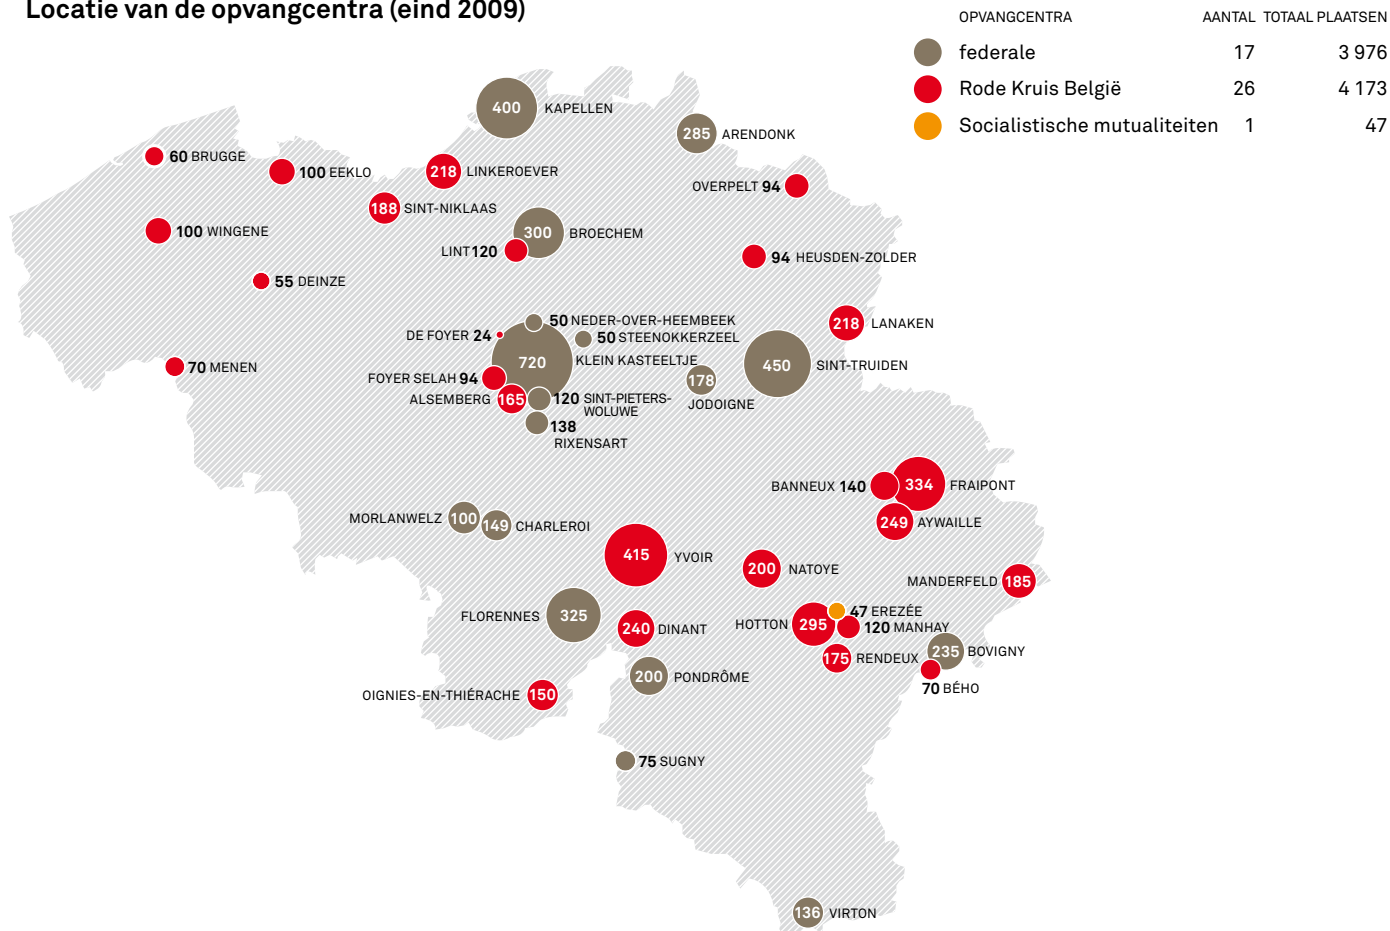 Locatie van de opvangcentra (eind 2009)
OPVANGCENTRA AANTAL TOTAAL PLAATSEN
federale 17 3 976
Rode Kruis België 26 4 173
Socialistische mutualiteiten 1 47
400 KAPELLEN
285 ARENDONK
60 BRUGGE
100 EEKLO
218 LINKEROEVER
OVERPELT 94
188 SINT-NIKLAAS
100 WINGENE
300 BROECHEM
LINT 120
94 HEUSDEN-ZOLDER
55 DEINZE
50 NEDER-OVER-HEEMBEEK
218 LANAKEN
DE FOYER 24
50 STEENOKKERZEEL
720 KLEIN KASTEELTJE
450 SINT-TRUIDEN
70 MENEN
FOYER SELAH 94
178
JODOIGNE
ALSEMBERG 165
120 SINT-PIETERS-
WOLUWE
138
RIXENSART
BANNEUX 140
334 FRAIPONT
MORLANWELZ 100
149 CHARLEROI
249 AYWAILLE
415 YVOIR
200 NATOYE
MANDERFELD 185
FLORENNES 325
47 EREZÉE
HOTTON 295
120 MANHAY
240 DINANT
175 RENDEUX
235 BOVIGNY
200 PONDRÔME
70 BÉHO
OIGNIES-EN-THIÉRACHE 150
75 SUGNY
136 VIRTON